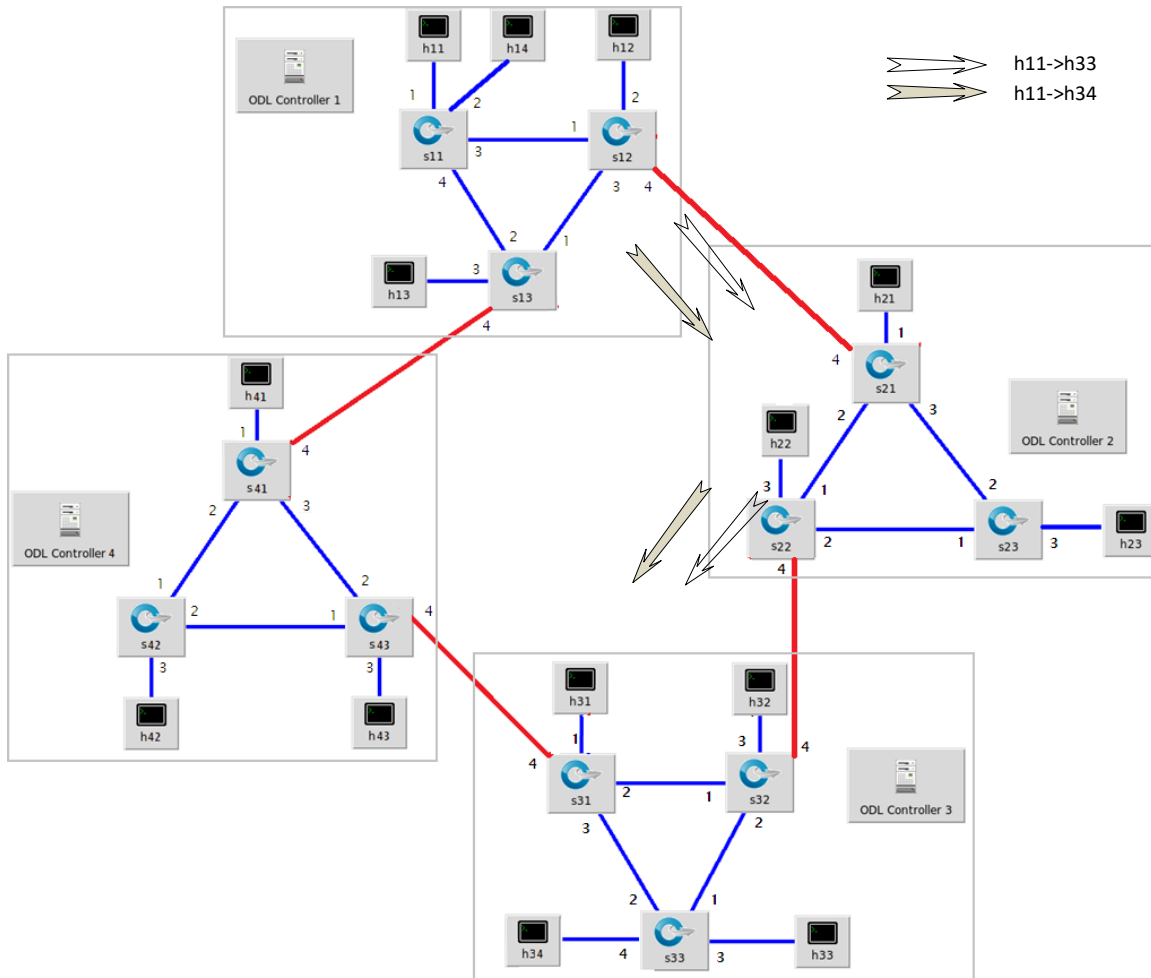 h11
h14
h12
ODL Controller 1
h11->h33
h11->h34
1
2
2
s11
3
1
s12
4
3
4
2
1
h13
3
s13
4
h21
1
4
s21
2
3
h22
ODL Controller 2
3
1
2
s22
2
1
s23
3
h23
4
h41
1
4
s41
2
3
ODL Controller 4
1
2
s42
2
1
s43
4
3
3
h42
h43
h31
h32
1
3
4
4
s31
2
1
s32
ODL Controller 3
3
2
2
1
h34
4
s33
3
h33